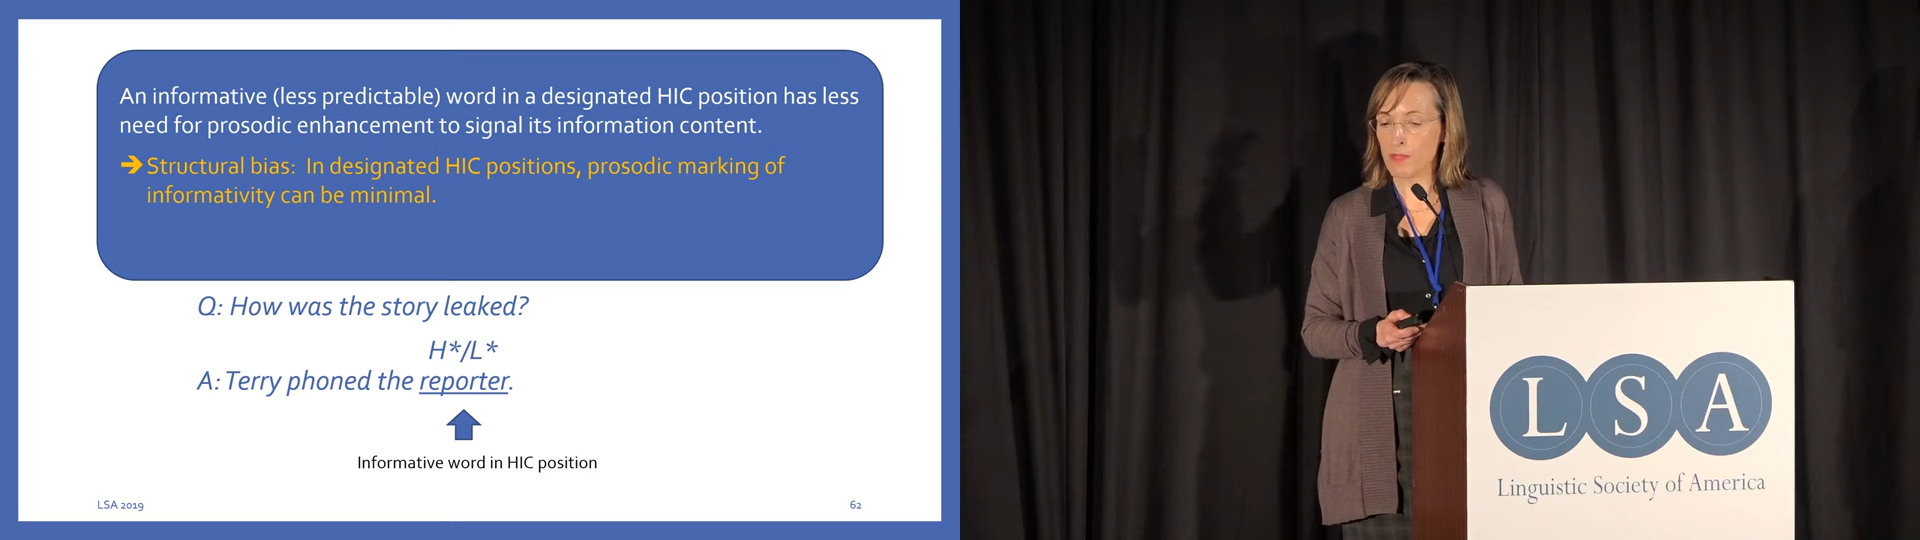 An informative (less predictable) word in a designated HIC position has less
need for prosodic enhancement to signal its information content.
➔ Structural bias: In designated HIC positions, prosodic marking of
informativity can be minimal.
Q: How was the story leaked?
H*/L*
A: Terry phoned the reporter.
Informative word in HIC position
LSA 2019
62
LSA
Linguistic Society of America